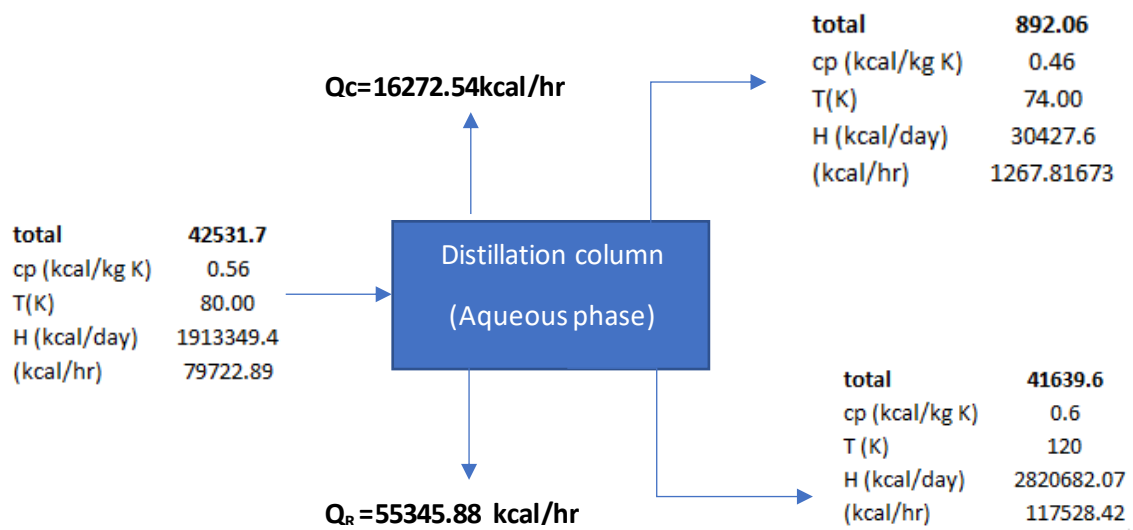 total 892.06
cp (kcal/kg K) 0.46
T(K) 74.00
H (kcal/day) 30427.6
(kcal/hr) 1267.81673
Qc=16272.54kcal/hr
total 42531.7
cp (kcal/kg K) 0.56
T(K) 80.00
H (kcal/day) 1913349.4
(kcal/hr) 79722.89
Distillation column
(Aqueous phase)
total 41639.6
cp (kcal/kg K) 0.6
T (K) 120
H (kcal/day) 2820682.07
(kcal/hr) 117528.42
QR =55345.88 kcal/hr